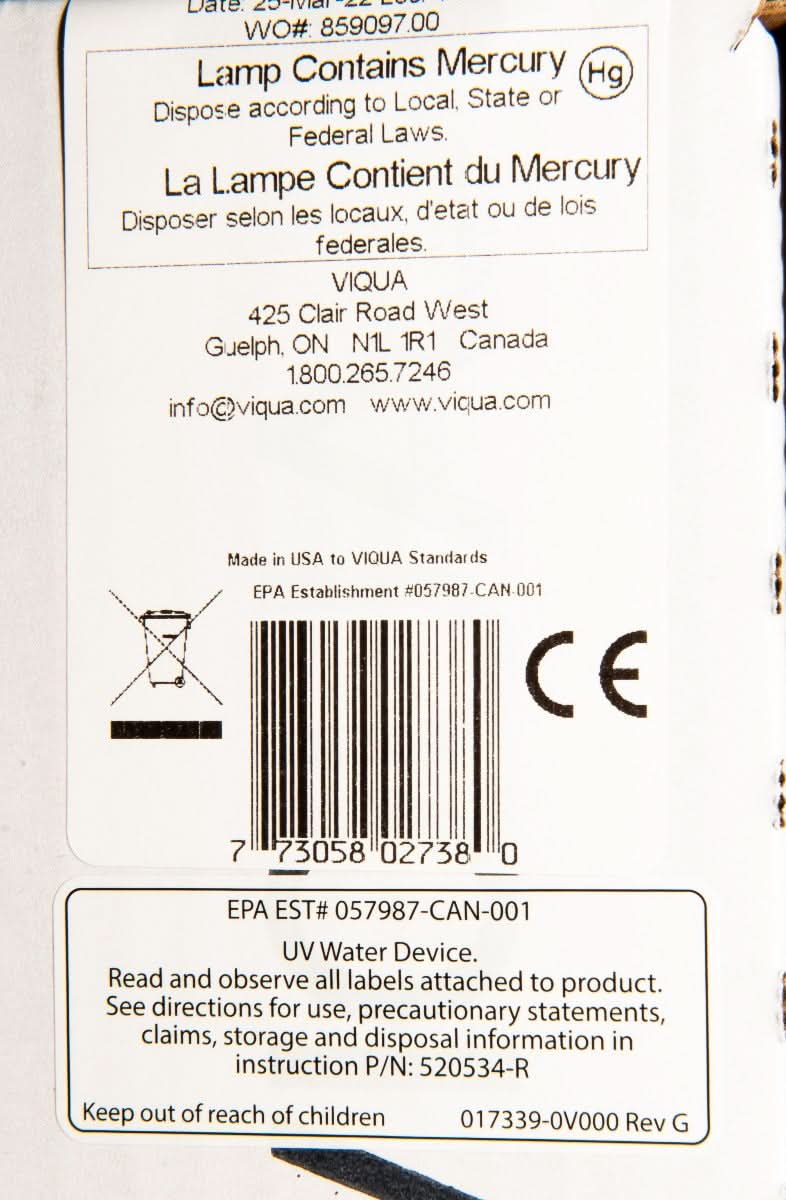 Date: 25-Mar-22
WO#: 859097.00
Lamp Contains Mercury Hg
Dispose according to Local, State or
Federal Laws.
La Lampe Contient du Mercury
Disposer selon les locaux, d'etat ou de lois
federales.
VIQUA
425 Clair Road West
Guelph, ON N1L 1R1 Canada
1.800.265.7246
info@viqua.com www.viqua.com
Made in USA to VIQUA Standards
EPA Establishment #057987-CAN-001
CE
7 73058 02738 0
EPA EST# 057987-CAN-001
UV Water Device.
Read and observe all labels attached to product.
See directions for use, precautionary statements,
claims, storage and disposal information in
instruction P/N: 520534-R
Keep out of reach of children 017339-0V000 Rev G